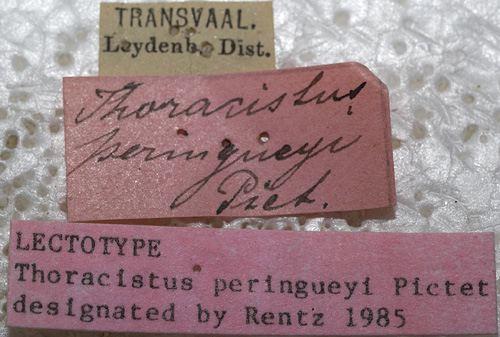 TRANSVAAL.
Leydenb. Dist.
Thoracistus
peringueyi
Pict.
LECTOTYPE
Thoracistus peringueyi Pictet
designated by Rentz 1985